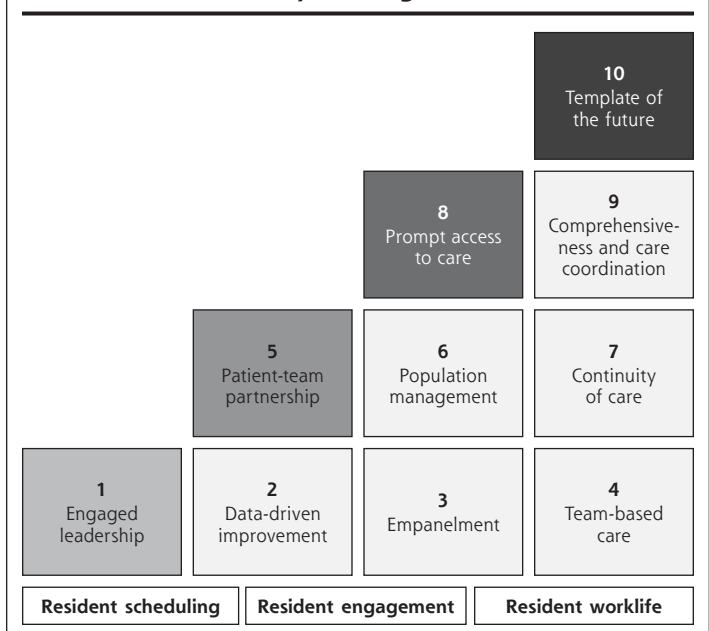 10
Template of
the future
8
Prompt access
to care
9
Comprehensive-
ness and care
coordination
5
Patient-team
partnership
6
Population
management
7
Continuity
of care
1
Engaged
leadership
2
Data-driven
improvement
3
Empanelment
4
Team-based
care
Resident scheduling
Resident engagement
Resident worklife